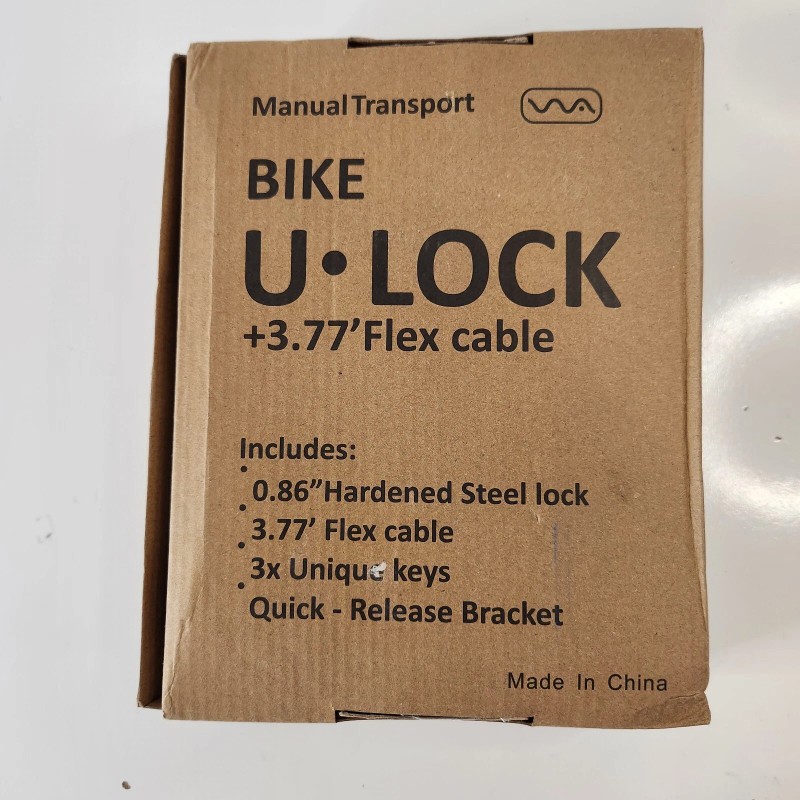 Manual Transport
BIKE
U•LOCK
+3.77’Flex cable
Includes:
• 0.86”Hardened Steel lock
• 3.77’ Flex cable
• 3x Unique keys
• Quick - Release Bracket
Made In China